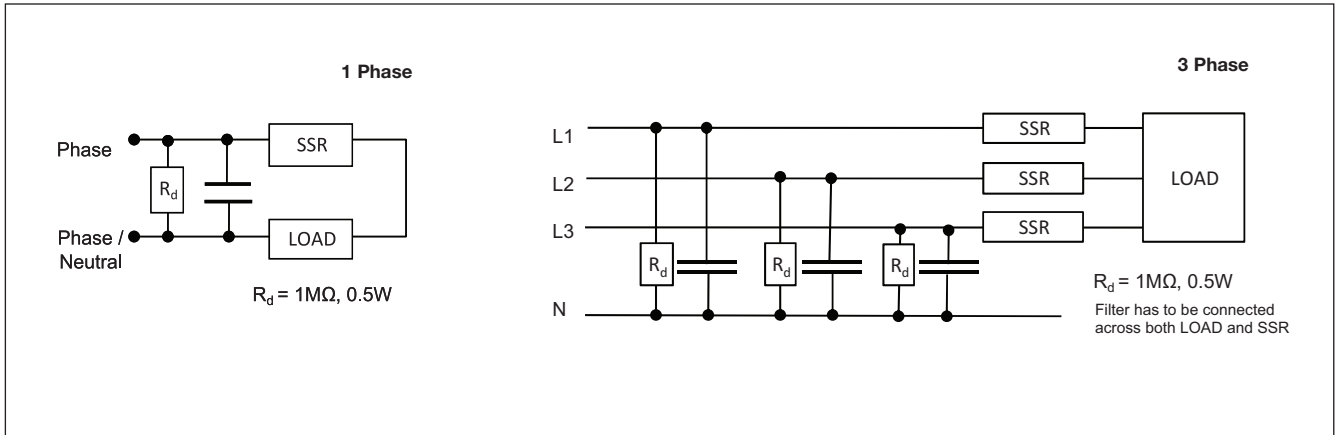 1 Phase
Phase
SSR
R_d
Phase /
Neutral
LOAD
R_d = 1MΩ, 0.5W
3 Phase
L1
SSR
L2
SSR
LOAD
L3
SSR
R_d
R_d
R_d
N
R_d = 1MΩ, 0.5W
Filter has to be connected
across both LOAD and SSR